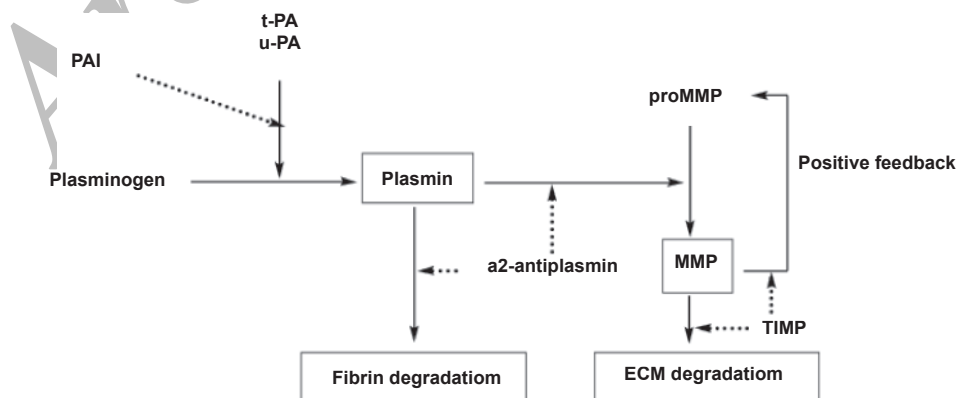 t-PA
u-PA
PAI
proMMP
Positive feedback
Plasminogen
Plasmin
a2-antiplasmin
MMP
TIMP
Fibrin degradatiom
ECM degradatiom